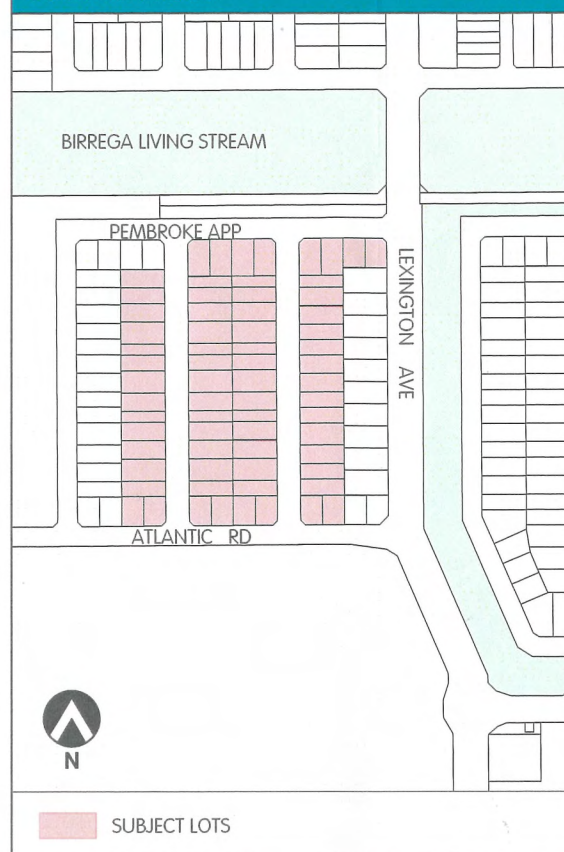 BIRREGA LIVING STREAM
PEMBROKE APP
LEXINGTON AVE
ATLANTIC RD
N
SUBJECT LOTS